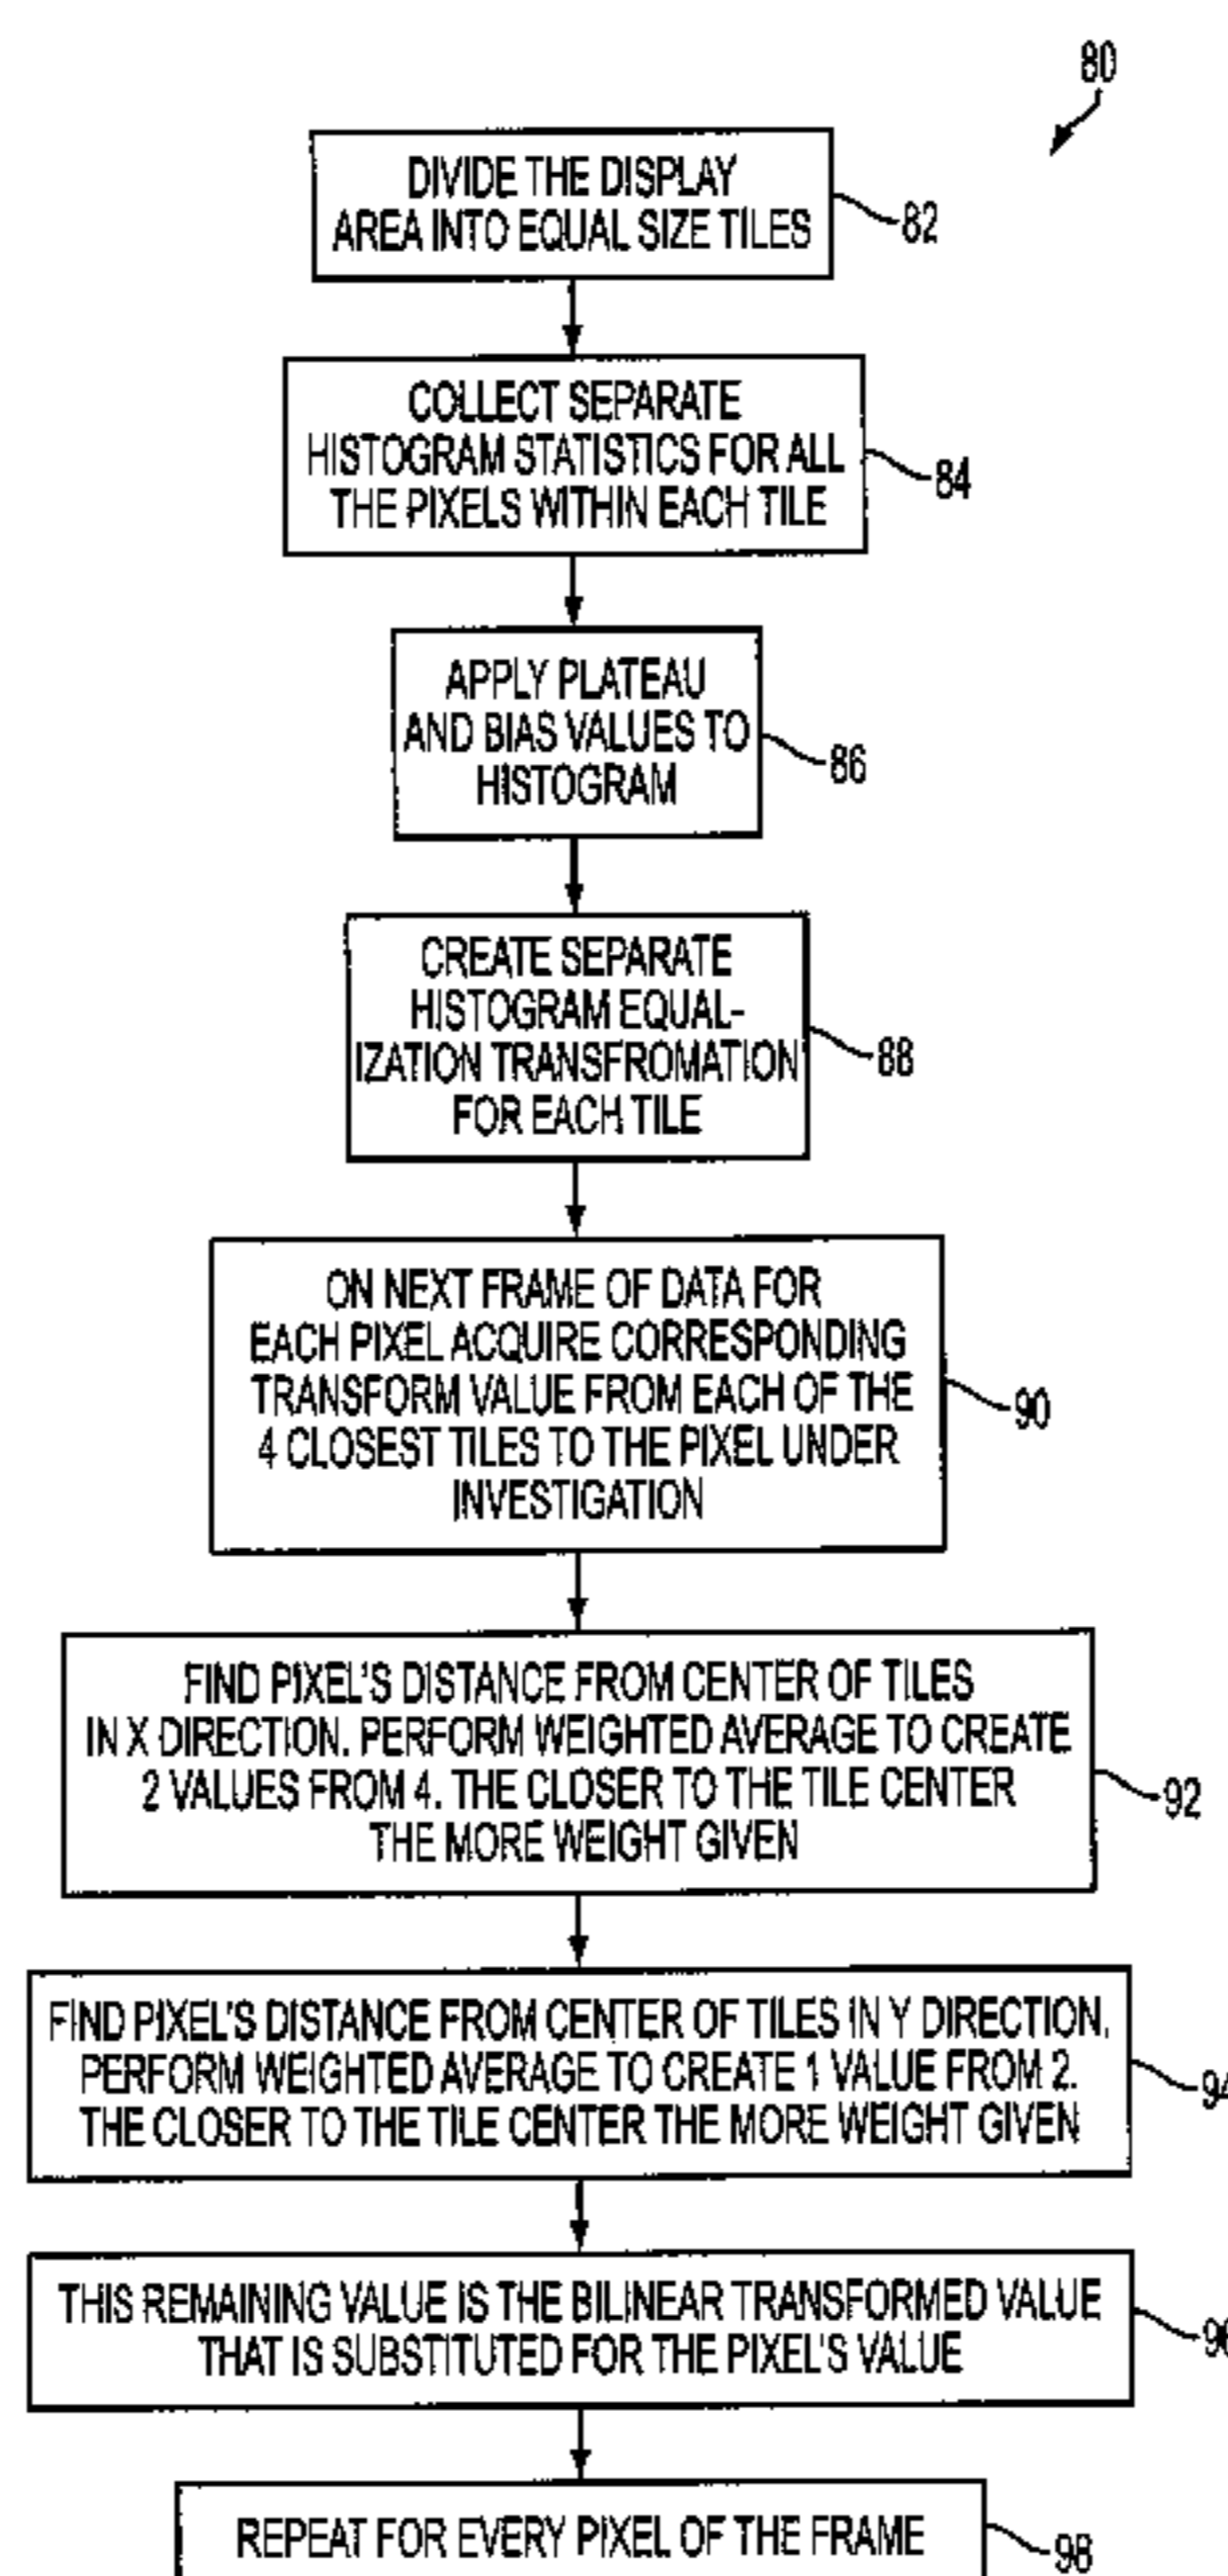 80
DIVIDE THE DISPLAY
AREA INTO EQUAL SIZE TILES
82
COLLECT SEPARATE
HISTOGRAM STATISTICS FOR ALL
THE PIXELS WITHIN EACH TILE
84
APPLY PLATEAU
AND BIAS VALUES TO
HISTOGRAM
86
CREATE SEPARATE
HISTOGRAM EQUAL-
IZATION TRANSFROMATION
FOR EACH TILE
88
ON NEXT FRAME OF DATA FOR
EACH PIXEL ACQUIRE CORRESPONDING
TRANSFORM VALUE FROM EACH OF THE
4 CLOSEST TILES TO THE PIXEL UNDER
INVESTIGATION
90
FIND PIXEL'S DISTANCE FROM CENTER OF TILES
IN X DIRECTION. PERFORM WEIGHTED AVERAGE TO CREATE
2 VALUES FROM 4. THE CLOSER TO THE TILE CENTER
THE MORE WEIGHT GIVEN
92
FIND PIXEL'S DISTANCE FROM CENTER OF TILES IN Y DIRECTION.
PERFORM WEIGHTED AVERAGE TO CREATE 1 VALUE FROM 2.
THE CLOSER TO THE TILE CENTER THE MORE WEIGHT GIVEN
94
THIS REMAINING VALUE IS THE BILINEAR TRANSFORMED VALUE
THAT IS SUBSTITUTED FOR THE PIXEL'S VALUE
96
REPEAT FOR EVERY PIXEL OF THE FRAME
98